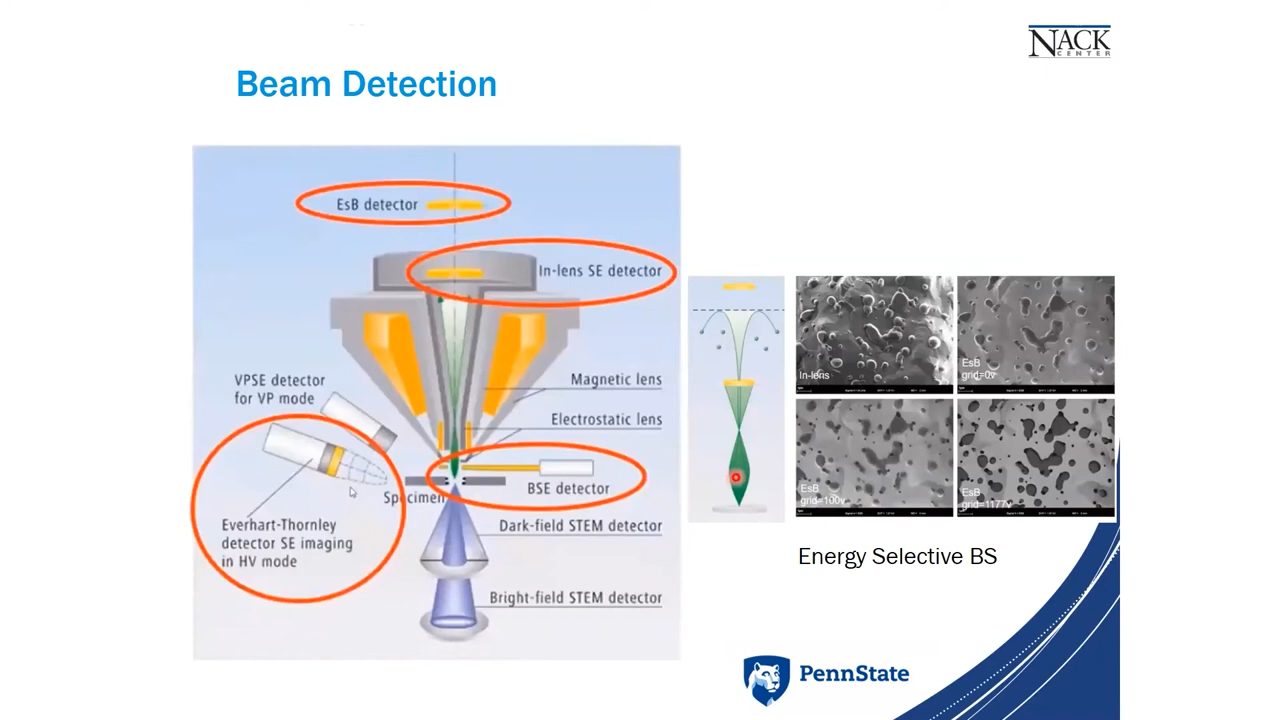 NACK
CENTER
Beam Detection
EsB detector
In-lens SE detector
Magnetic lens
VPSE detector
for VP mode
Electrostatic lens
BSE detector
Specimen
Everhart-Thornley
detector SE imaging
in HV mode
Dark-field STEM detector
Bright-field STEM detector
In-lens
EsB
grid=0v
EsB
grid=100v
EsB
grid=1177v
Energy Selective BS
PennState